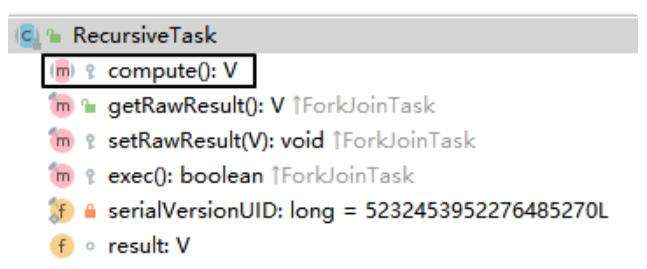 RecursiveTask
compute(): V
getRawResult(): V ↑ForkJoinTask
setRawResult(V): void ↑ForkJoinTask
exec(): boolean ↑ForkJoinTask
serialVersionUID: long = 5232453952276485270L
result: V